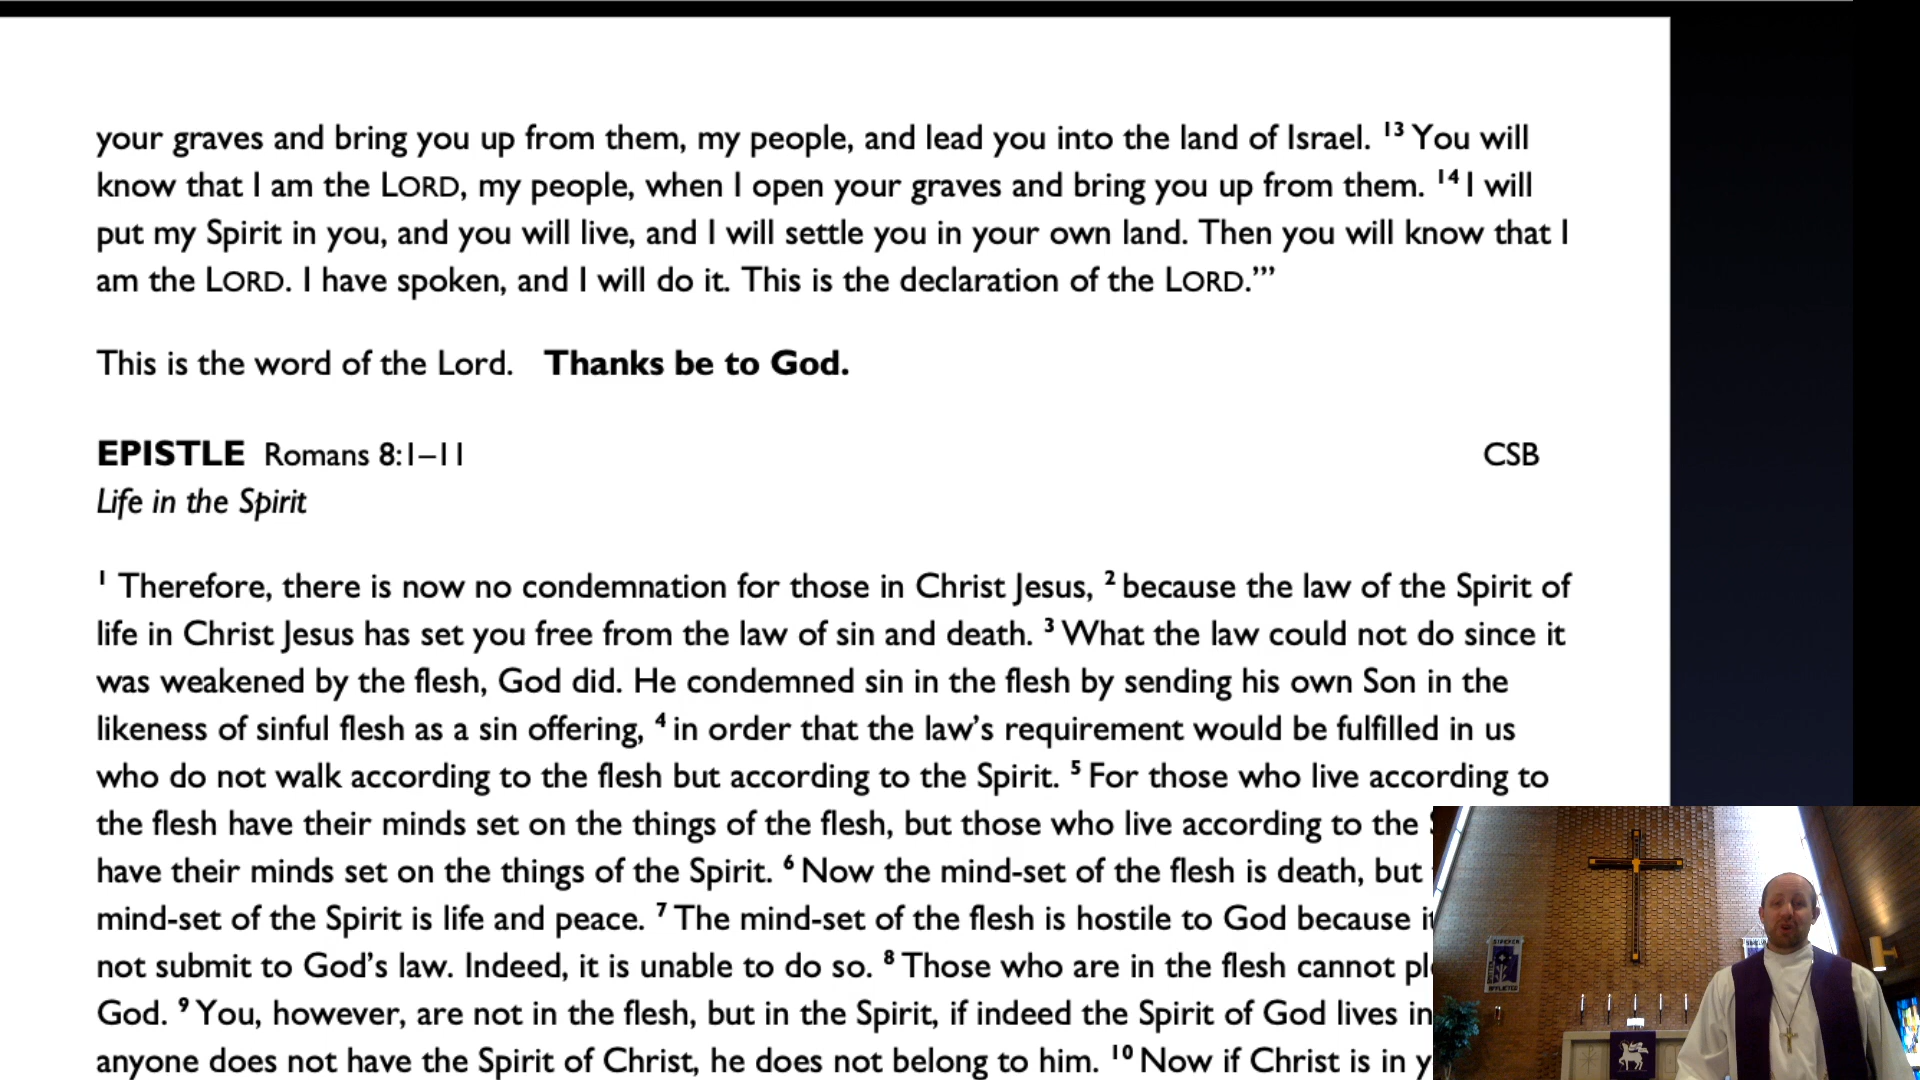 your graves and bring you up from them, my people, and lead you into the land of Israel. 13 You will
know that I am the LORD, my people, when I open your graves and bring you up from them. 14 I will
put my Spirit in you, and you will live, and I will settle you in your own land. Then you will know that I
am the LORD. I have spoken, and I will do it. This is the declaration of the LORD.’”
This is the word of the Lord. Thanks be to God.
EPISTLE Romans 8:1–11 CSB
Life in the Spirit
1 Therefore, there is now no condemnation for those in Christ Jesus, 2 because the law of the Spirit of
life in Christ Jesus has set you free from the law of sin and death. 3 What the law could not do since it
was weakened by the flesh, God did. He condemned sin in the flesh by sending his own Son in the
likeness of sinful flesh as a sin offering, 4 in order that the law’s requirement would be fulfilled in us
who do not walk according to the flesh but according to the Spirit. 5 For those who live according to
the flesh have their minds set on the things of the flesh, but those who live according to the
have their minds set on the things of the Spirit. 6 Now the mind-set of the flesh is death, but
mind-set of the Spirit is life and peace. 7 The mind-set of the flesh is hostile to God because
not submit to God’s law. Indeed, it is unable to do so. 8 Those who are in the flesh cannot
God. 9 You, however, are not in the flesh, but in the Spirit, if indeed the Spirit of God lives in
anyone does not have the Spirit of Christ, he does not belong to him. 10 Now if Christ is in